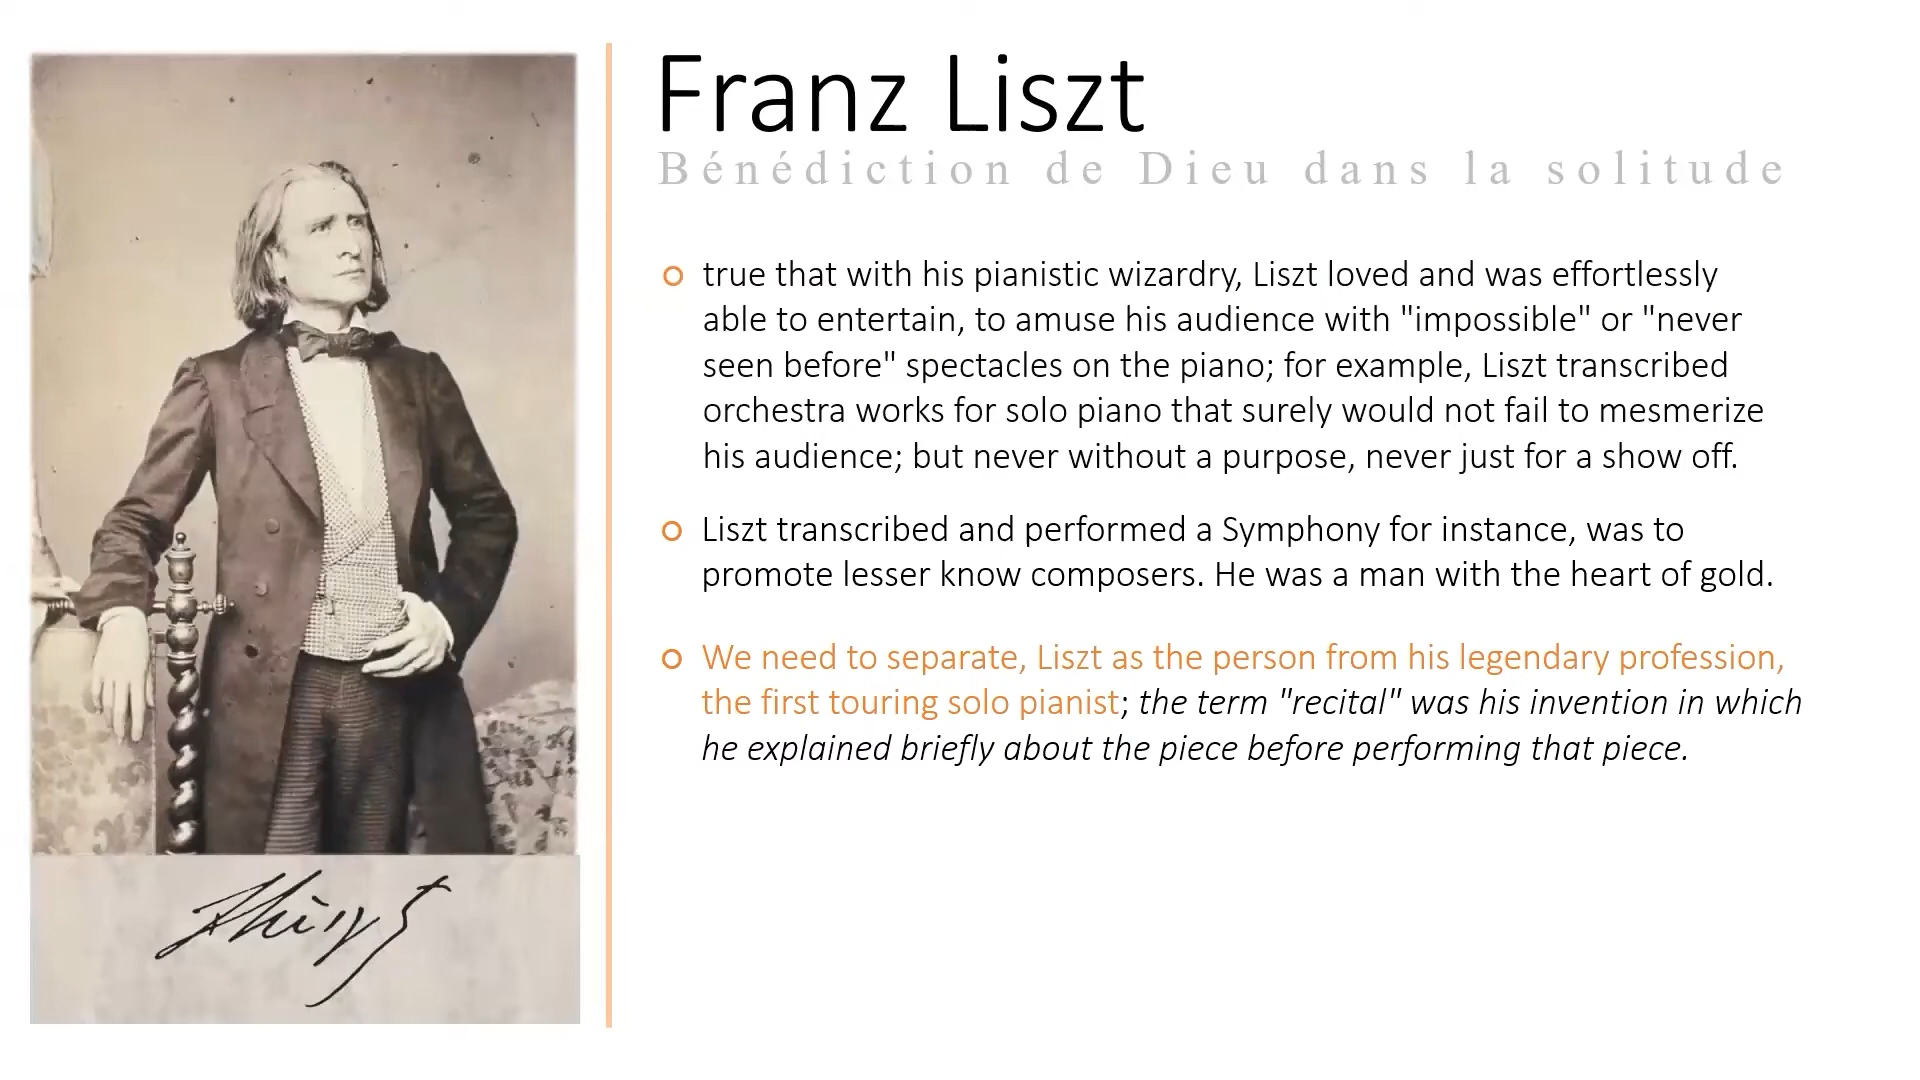 Franz Liszt
Bénédiction de Dieu dans la solitude
true that with his pianistic wizardry, Liszt loved and was effortlessly
able to entertain, to amuse his audience with "impossible" or "never
seen before" spectacles on the piano; for example, Liszt transcribed
orchestra works for solo piano that surely would not fail to mesmerize
his audience; but never without a purpose, never just for a show off.
Liszt transcribed and performed a Symphony for instance, was to
promote lesser know composers. He was a man with the heart of gold.
We need to separate, Liszt as the person from his legendary profession,
the first touring solo pianist; the term "recital" was his invention in which
he explained briefly about the piece before performing that piece.